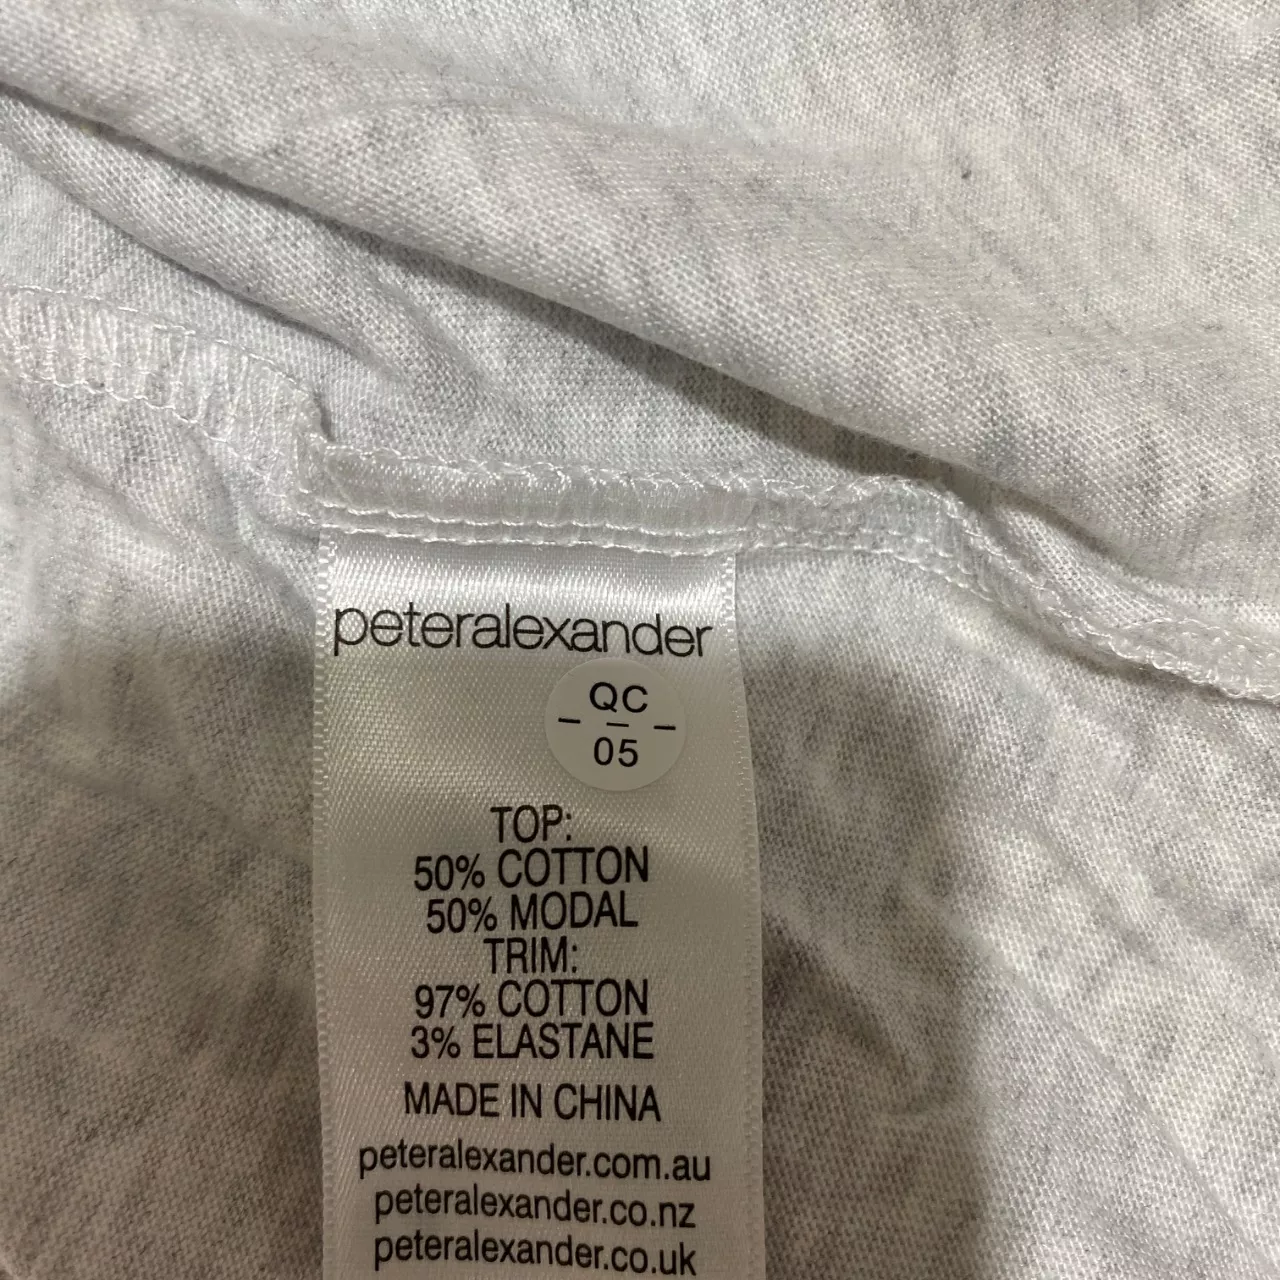 peteralexander
QC
05
TOP:
50% COTTON
50% MODAL
TRIM:
97% COTTON
3% ELASTANE
MADE IN CHINA
peteralexander.com.au
peteralexander.co.nz
peteralexander.co.uk